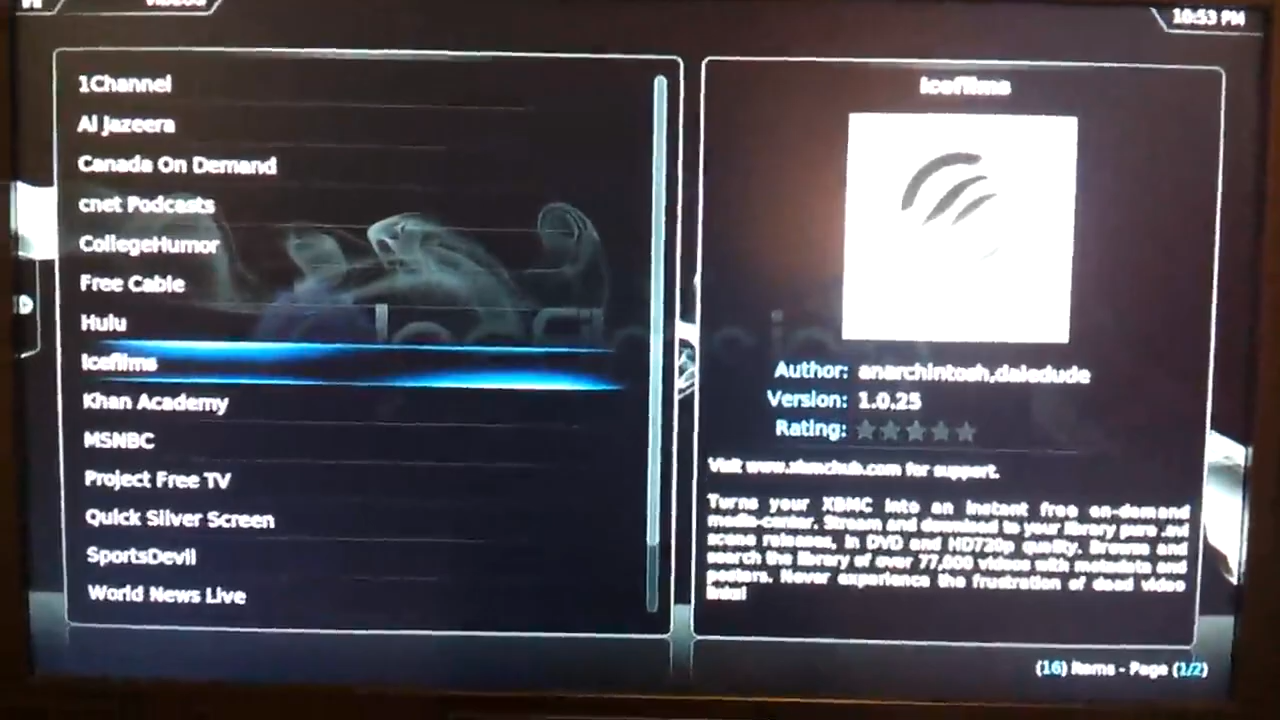 VIDEOS
10:53 PM
1Channel
Al Jazeera
Canada On Demand
cnet Podcasts
CollegeHumor
Free Cable
Hulu
Icefilms
Khan Academy
MSNBC
Project Free TV
Quick Silver Screen
SportsDevil
World News Live
Icefilms
Author: anarchintosh,daledude
Version: 1.0.25
Rating:
Visit www.xbmchub.com for support.
Turns your XBMC into an instant free on-demand
media-center. Stream and download to your library pure .avi
scene releases, in DVD and HD720p quality. Browse and
search the library of over 77,000 videos with metadata and
posters. Never experience the frustration of dead video
links!
(16) Items - Page (1/2)